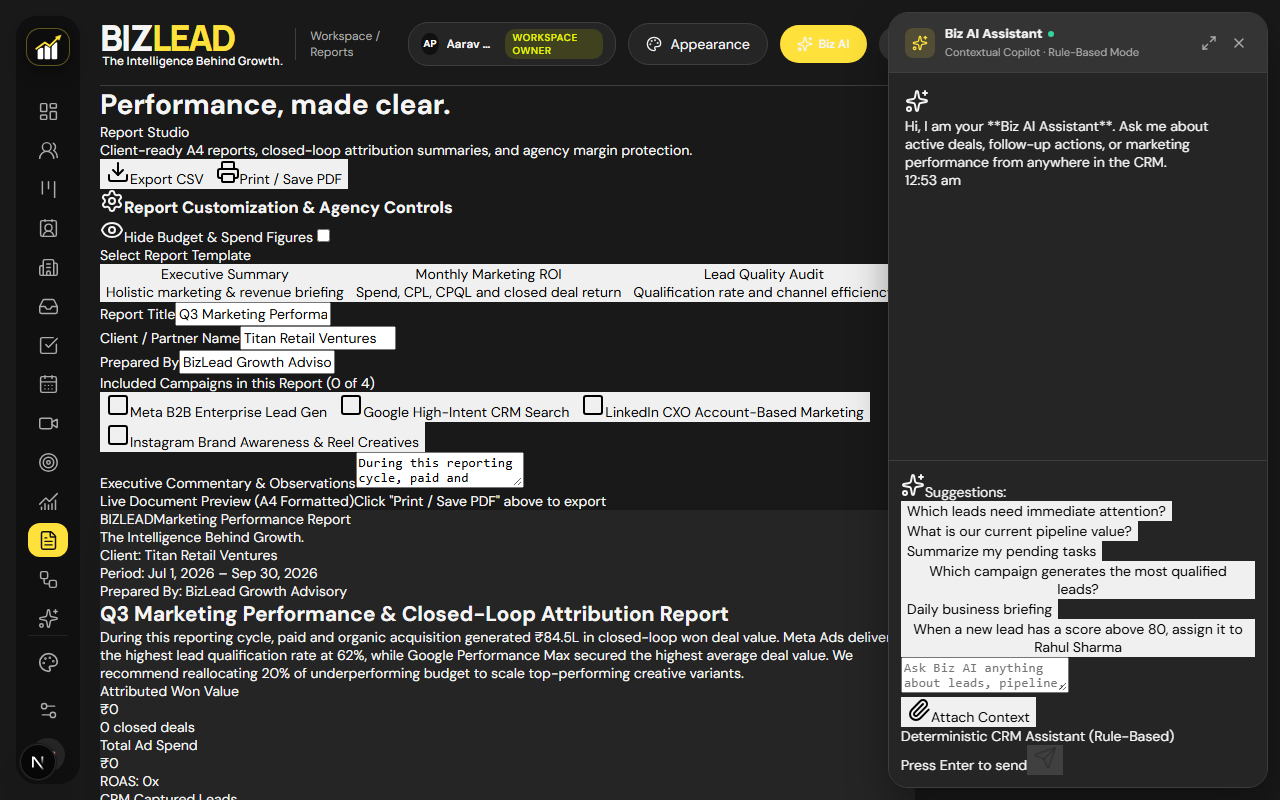 BIZLEAD
The Intelligence Behind Growth.
Workspace /
Reports
AP Aarav ...
WORKSPACE
OWNER
Appearance
Biz AI
Performance, made clear.
Report Studio
Client-ready A4 reports, closed-loop attribution summaries, and agency margin protection.
Export CSV
Print / Save PDF
Report Customization & Agency Controls
Hide Budget & Spend Figures
Select Report Template
Executive Summary
Holistic marketing & revenue briefing
Monthly Marketing ROI
Spend, CPL, CPQL and closed deal return
Lead Quality Audit
Qualification rate and channel efficienc
Report Title Q3 Marketing Performa
Client / Partner Name Titan Retail Ventures
Prepared By BizLead Growth Adviso
Included Campaigns in this Report (0 of 4)
Meta B2B Enterprise Lead Gen
Google High-Intent CRM Search
LinkedIn CXO Account-Based Marketing
Instagram Brand Awareness & Reel Creatives
During this reporting
cycle, paid and
Executive Commentary & Observations
Live Document Preview (A4 Formatted)Click "Print / Save PDF" above to export
BIZLEADMarketing Performance Report
The Intelligence Behind Growth.
Client: Titan Retail Ventures
Period: Jul 1, 2026 – Sep 30, 2026
Prepared By: BizLead Growth Advisory
Q3 Marketing Performance & Closed-Loop Attribution Report
During this reporting cycle, paid and organic acquisition generated ₹84.5L in closed-loop won deal value. Meta Ads deliver
the highest lead qualification rate at 62%, while Google Performance Max secured the highest average deal value. We
recommend reallocating 20% of underperforming budget to scale top-performing creative variants.
Attributed Won Value
₹0
0 closed deals
Total Ad Spend
₹0
ROAS: 0x
CRM Captured Leads
N
Biz AI Assistant
Contextual Copilot · Rule-Based Mode
Hi, I am your **Biz AI Assistant**. Ask me about
active deals, follow-up actions, or marketing
performance from anywhere in the CRM.
12:53 am
Suggestions:
Which leads need immediate attention?
What is our current pipeline value?
Summarize my pending tasks
Which campaign generates the most qualified
leads?
Daily business briefing
When a new lead has a score above 80, assign it to
Rahul Sharma
Ask Biz AI anything
about leads, pipeline,
Attach Context
Deterministic CRM Assistant (Rule-Based)
Press Enter to send